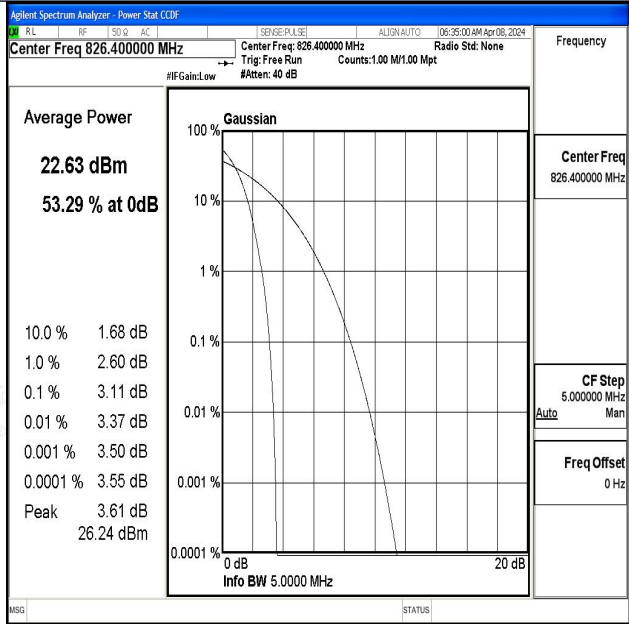 Agilent Spectrum Analyzer - Power Stat CCDF
LXI RL RF 50 Ω AC SENSE:PULSE ALIGN AUTO 06:35:00 AM Apr 08, 2024
Center Freq 826.400000 MHz
Center Freq: 826.400000 MHz Radio Std: None
Trig: Free Run Counts:1.00 M/1.00 Mpt
#IFGain:Low #Atten: 40 dB
Frequency
Average Power
22.63 dBm
53.29 % at 0dB
10.0 % 1.68 dB
1.0 % 2.60 dB
0.1 % 3.11 dB
0.01 % 3.37 dB
0.001 % 3.50 dB
0.0001 % 3.55 dB
Peak 3.61 dB
26.24 dBm
Gaussian
100 %
10 %
1 %
0.1 %
0.01 %
0.001 %
0.0001 %
0 dB 20 dB
Info BW 5.0000 MHz
Center Freq
826.400000 MHz
CF Step
5.000000 MHz
Auto Man
Freq Offset
0 Hz
MSG STATUS